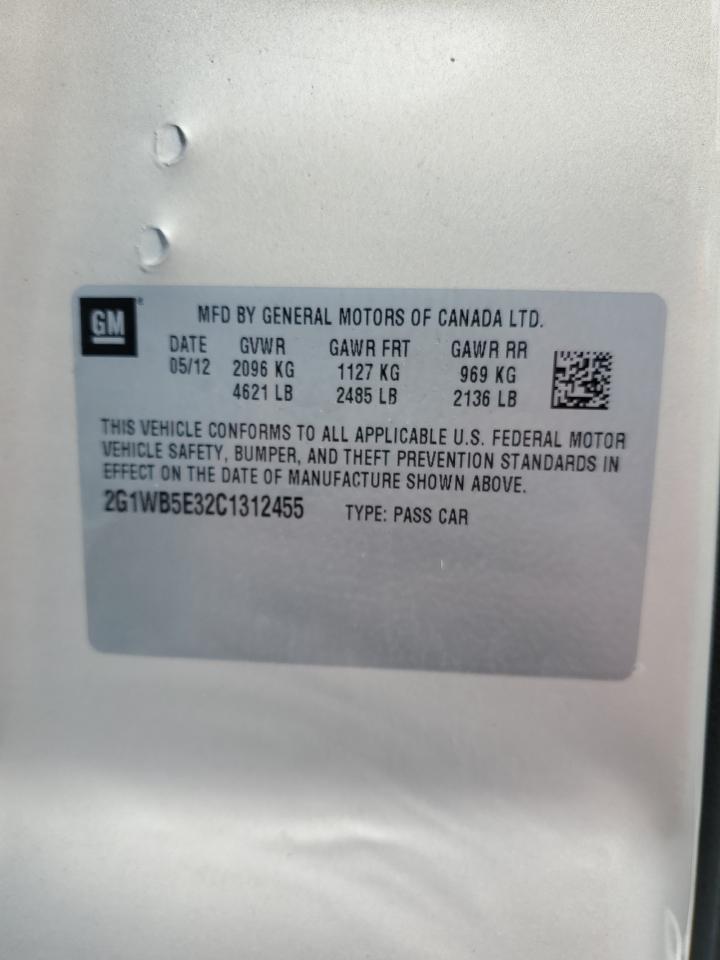 GM
MFD BY GENERAL MOTORS OF CANADA LTD.
DATE GVWR GAWR FRT GAWR RR
05/12 2096 KG 1127 KG 969 KG
4621 LB 2485 LB 2136 LB
THIS VEHICLE CONFORMS TO ALL APPLICABLE U.S. FEDERAL MOTOR
VEHICLE SAFETY, BUMPER, AND THEFT PREVENTION STANDARDS IN
EFFECT ON THE DATE OF MANUFACTURE SHOWN ABOVE.
2G1WB5E32C1312455 TYPE: PASS CAR